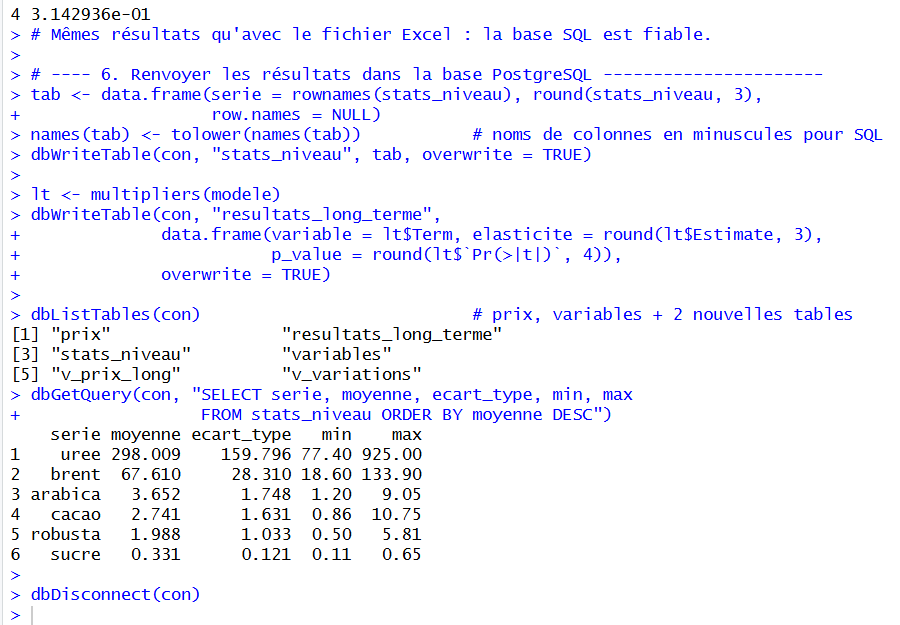 4 3.142936e-01
> # Mêmes résultats qu'avec le fichier Excel : la base SQL est fiable.
>
> # ---- 6. Renvoyer les résultats dans la base PostgreSQL ----------------------
> tab <- data.frame(serie = rownames(stats_niveau), round(stats_niveau, 3),
+                   row.names = NULL)
> names(tab) <- tolower(names(tab))           # noms de colonnes en minuscules pour SQL
> dbWriteTable(con, "stats_niveau", tab, overwrite = TRUE)
>
> lt <- multipliers(modele)
> dbWriteTable(con, "resultats_long_terme",
+              data.frame(variable = lt$Term, elasticite = round(lt$Estimate, 3),
+                         p_value = round(lt$`Pr(>|t|)`, 4)),
+              overwrite = TRUE)
>
> dbListTables(con)                           # prix, variables + 2 nouvelles tables
[1] "prix"                 "resultats_long_terme"
[3] "stats_niveau"         "variables"
[5] "v_prix_long"          "v_variations"
> dbGetQuery(con, "SELECT serie, moyenne, ecart_type, min, max
+                  FROM stats_niveau ORDER BY moyenne DESC")
    serie moyenne ecart_type   min    max
1    uree 298.009    159.796 77.40 925.00
2   brent  67.610     28.310 18.60 133.90
3 arabica   3.652      1.748  1.20   9.05
4   cacao   2.741      1.631  0.86  10.75
5 robusta   1.988      1.033  0.50   5.81
6   sucre   0.331      0.121  0.11   0.65
>
> dbDisconnect(con)
>